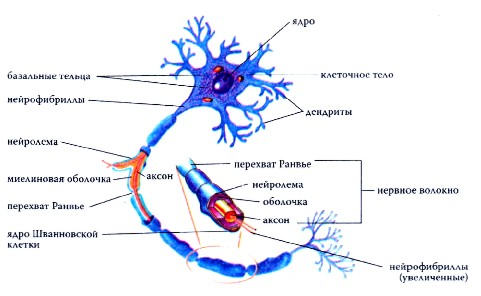 ядро
базальные тельца
клеточное тело
нейрофибриллы
дендриты
нейролема
перехват Ранвье
миелиновая оболочка
аксон
нейролема
нервное волокно
оболочка
перехват Ранвье
аксон
ядро Шванновской
клетки
нейрофибриллы
(увеличенные)